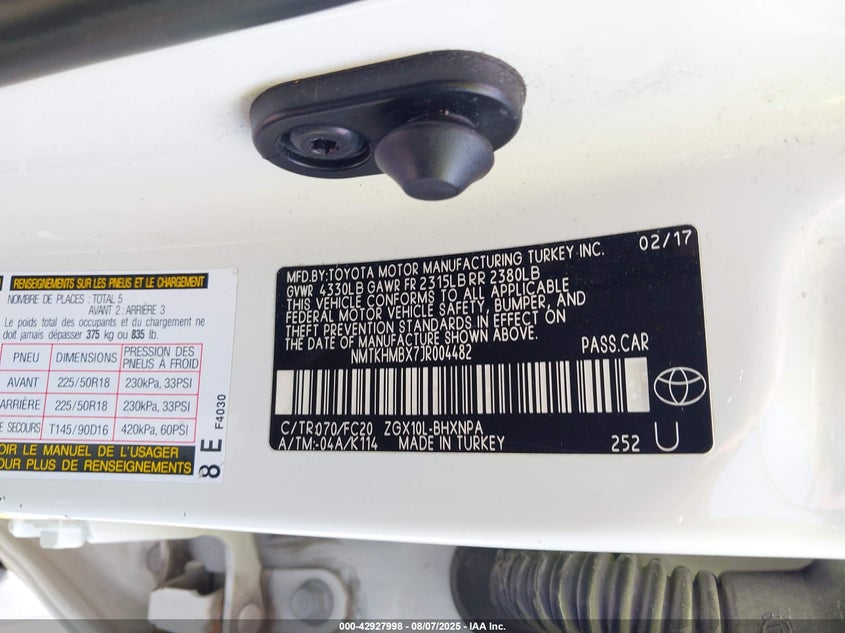 RENSEIGNEMENTS SUR LES PNEUS ET LE CHARGEMENT
NOMBRE DE PLACES : TOTAL 5
AVANT 2 : ARRIÈRE 3
Le poids total des occupants et du chargement ne
doit jamais dépasser 375 kg ou 835 lb.
PNEU DIMENSIONS PRESSION DES PNEUS À FROID
AVANT 225/50R18 230kPa, 33PSI
ARRIÈRE 225/50R18 230kPa, 33PSI
SECOURS T145/90D16 420kPa, 60PSI
LE MANUEL DE L'USAGER
POUR PLUS DE RENSEIGNEMENTS
8 E F4030
MFD.BY:TOYOTA MOTOR MANUFACTURING TURKEY INC. 02/17
GVWR 4330LB GAWR FR 2315LB RR 2380LB
THIS VEHICLE CONFORMS TO ALL APPLICABLE
FEDERAL MOTOR VEHICLE SAFETY, BUMPER, AND
THEFT PREVENTION STANDARDS IN EFFECT ON
THE DATE OF MANUFACTURE SHOWN ABOVE.
NMTKHMBX7JR004482 PASS.CAR
C/TR:070/FC20 ZGX10L-BHXNPA
A/TM:-04A/K114 MADE IN TURKEY 252 U
000-42927998 - 08/07/2025 - IAA Inc.